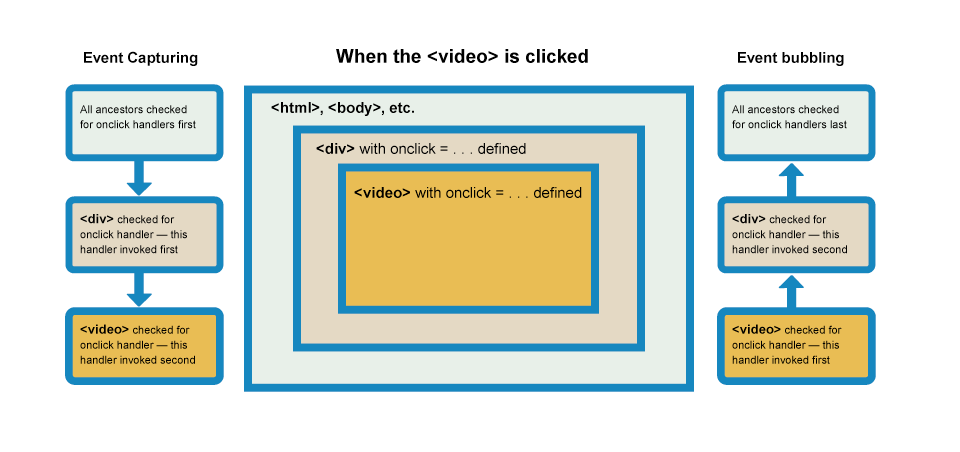 Event Capturing
All ancestors checked
for onclick handlers first
<div> checked for
onclick handler — this
handler invoked first
<video> checked for
onclick handler — this
handler invoked second
When the <video> is clicked
<html>, <body>, etc.
<div> with onclick = . . . defined
<video> with onclick = . . . defined
Event bubbling
All ancestors checked
for onclick handlers last
<div> checked for
onclick handler — this
handler invoked second
<video> checked for
onclick handler — this
handler invoked first